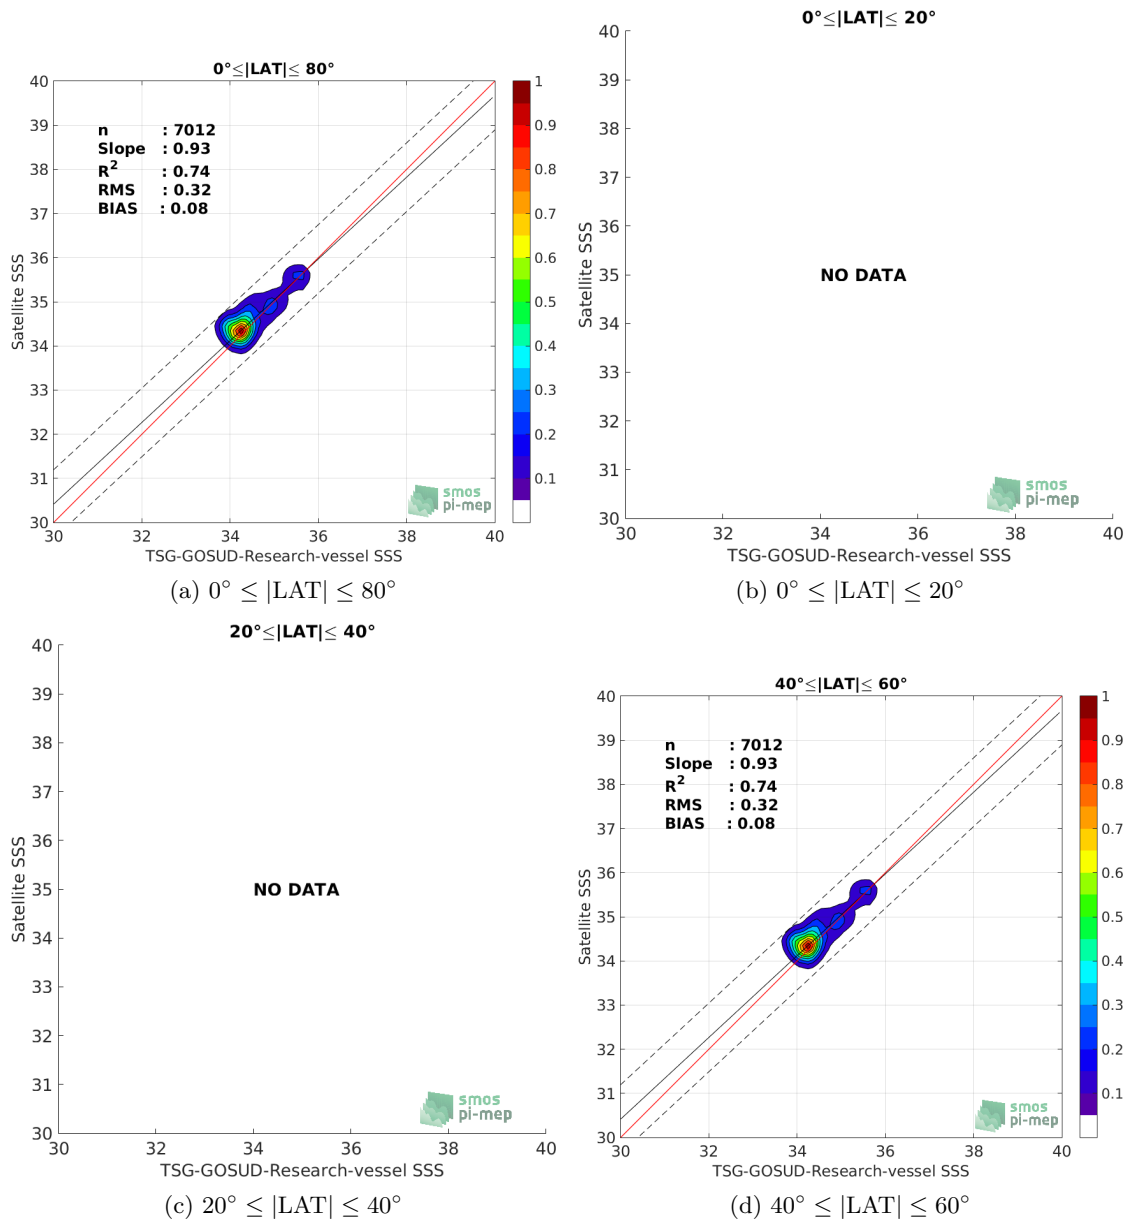 0°≤|LAT|≤ 80°
40
39
38
37
36
35
34
33
32
31
30
30 32 34 36 38 40
Satellite SSS
TSG-GOSUD-Research-vessel SSS
n : 7012
Slope : 0.93
R² : 0.74
RMS : 0.32
BIAS : 0.08
1
0.9
0.8
0.7
0.6
0.5
0.4
0.3
0.2
0.1
smos
pi-mep
(a) 0° ≤ |LAT| ≤ 80°
0°≤|LAT|≤ 20°
40
39
38
37
36
35
34
33
32
31
30
30 32 34 36 38 40
Satellite SSS
TSG-GOSUD-Research-vessel SSS
NO DATA
smos
pi-mep
(b) 0° ≤ |LAT| ≤ 20°
20°≤|LAT|≤ 40°
40
39
38
37
36
35
34
33
32
31
30
30 32 34 36 38 40
Satellite SSS
TSG-GOSUD-Research-vessel SSS
NO DATA
smos
pi-mep
(c) 20° ≤ |LAT| ≤ 40°
40°≤|LAT|≤ 60°
40
39
38
37
36
35
34
33
32
31
30
30 32 34 36 38 40
Satellite SSS
TSG-GOSUD-Research-vessel SSS
n : 7012
Slope : 0.93
R² : 0.74
RMS : 0.32
BIAS : 0.08
1
0.9
0.8
0.7
0.6
0.5
0.4
0.3
0.2
0.1
smos
pi-mep
(d) 40° ≤ |LAT| ≤ 60°